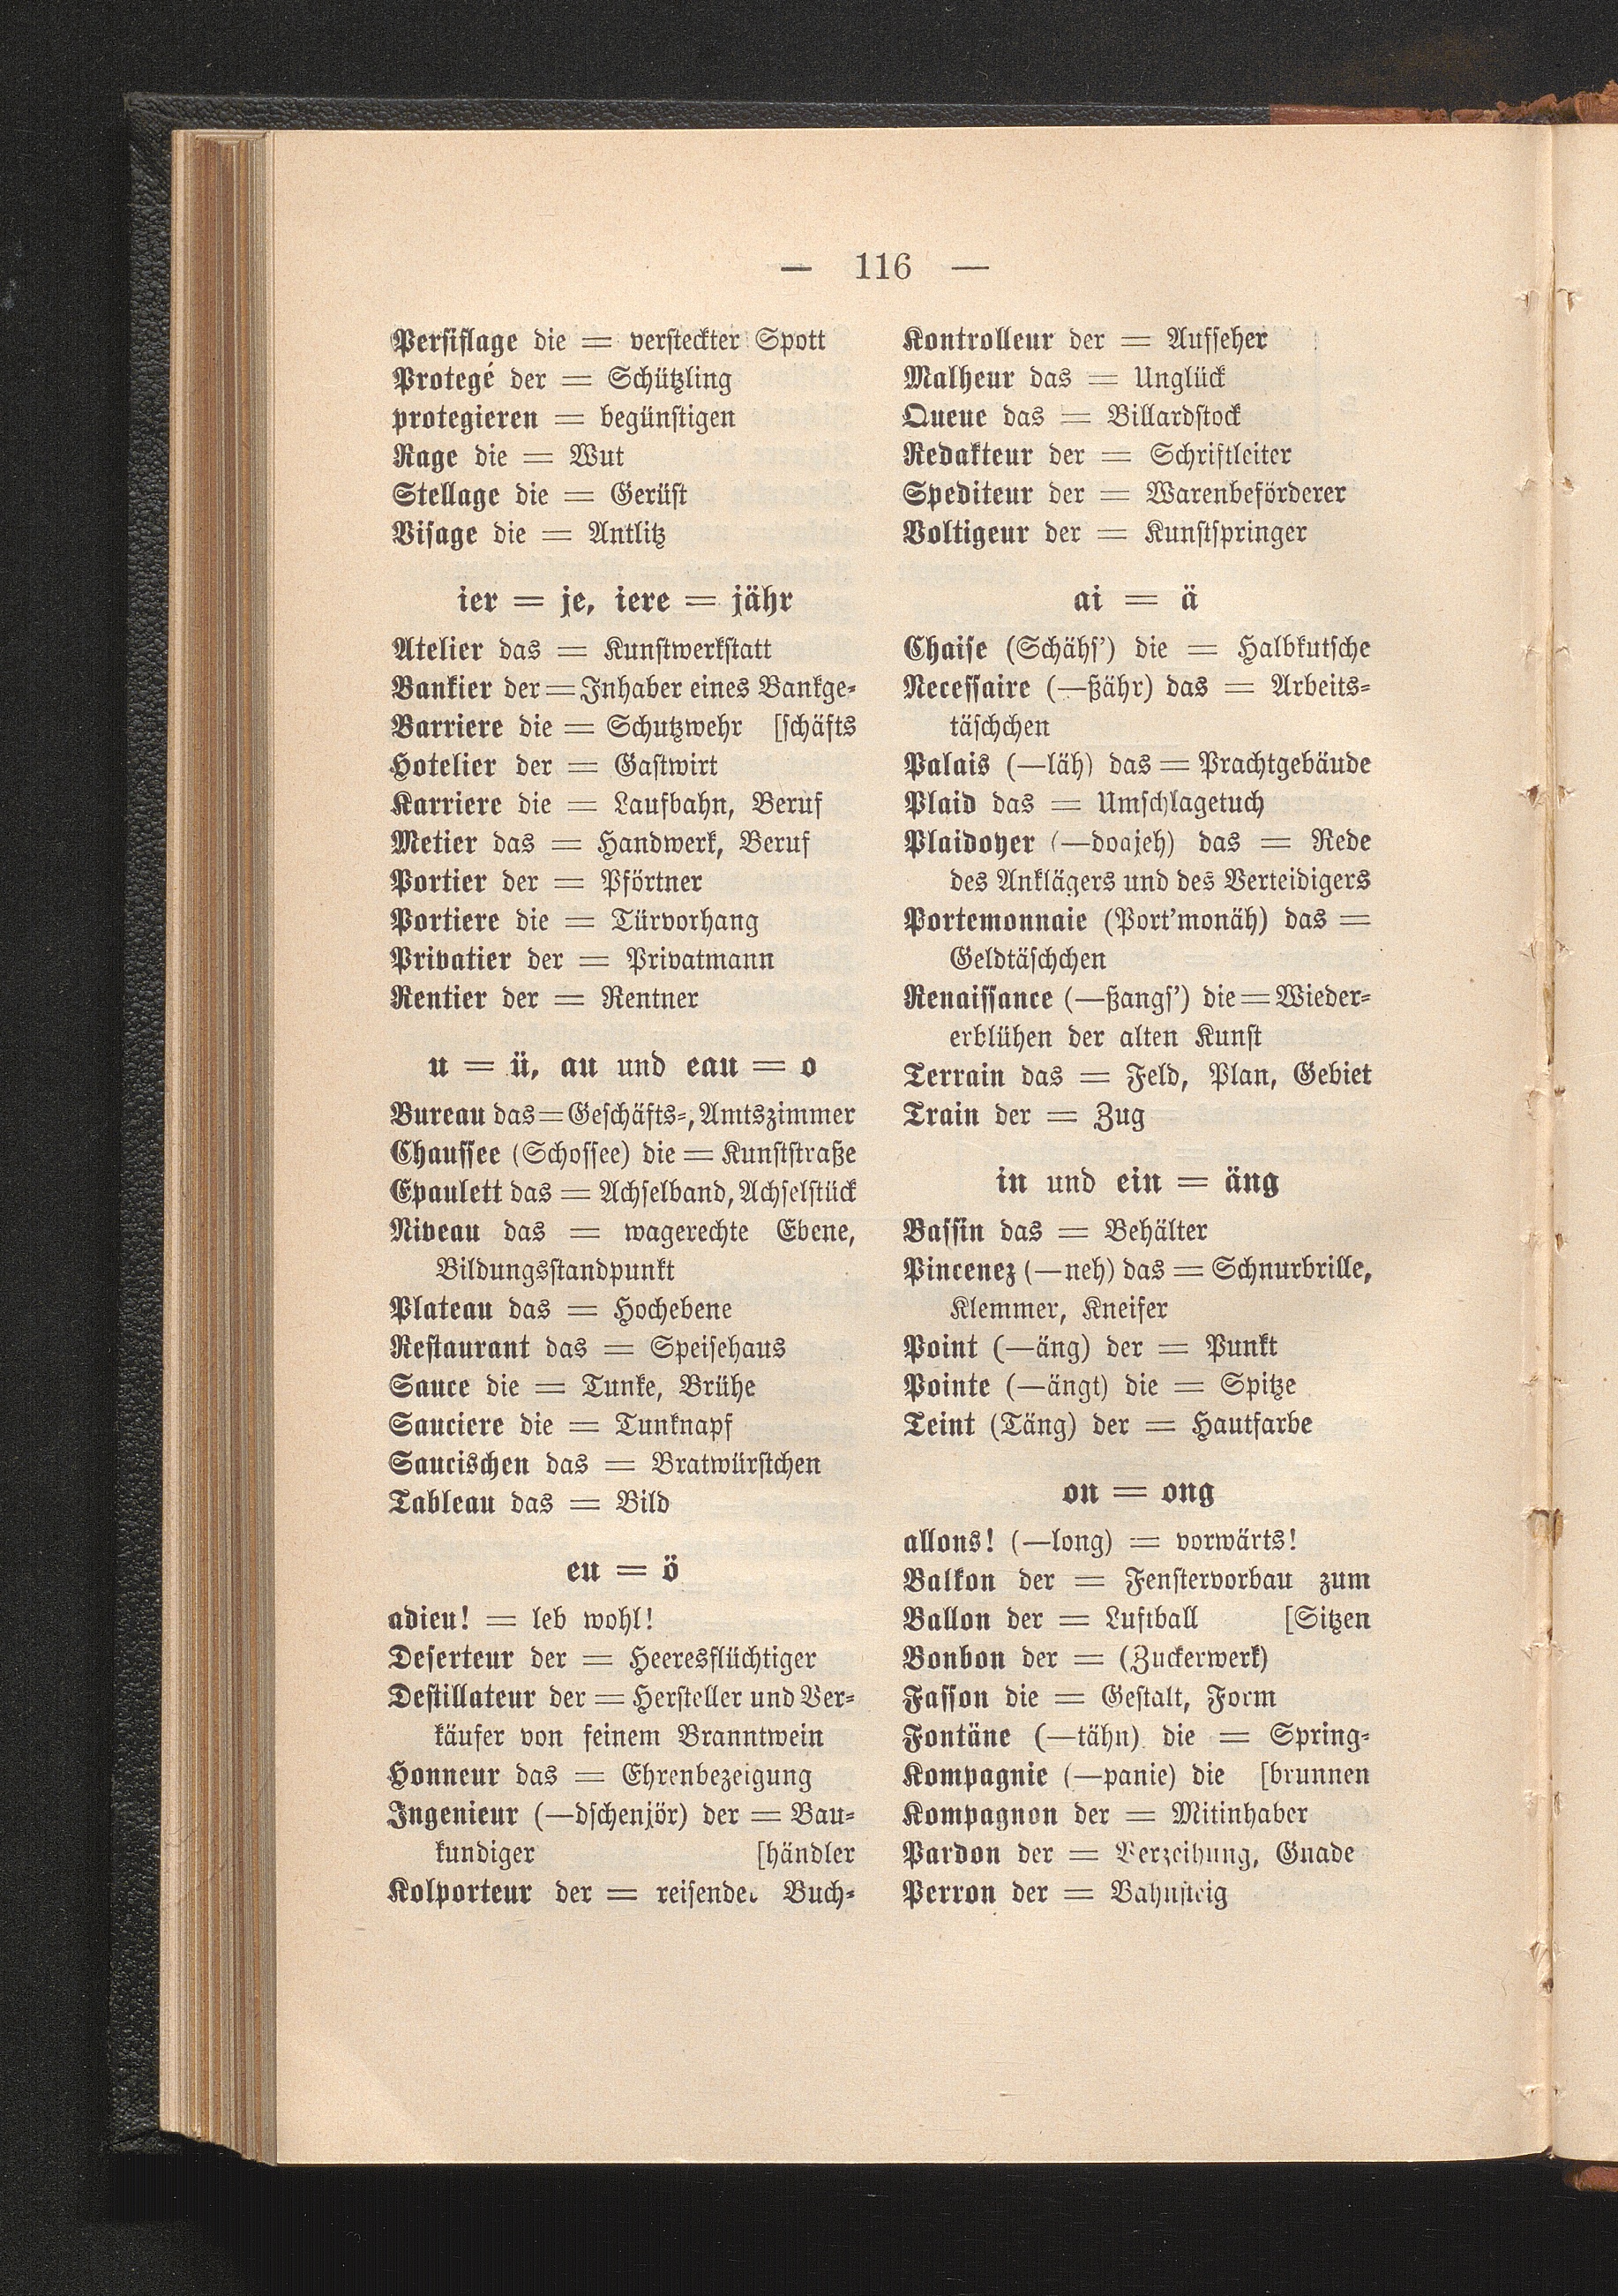 — 116 —
Persiflage die = versteckter Spott
Protegé der = Schützling
protegieren = begünstigen
Rage die = Wut
Stellage die = Gerüst
Visage die = Antlitz
ier = je, iere = jähr
Atelier das = Kunstwerkstatt
Bankier der = Inhaber eines Bankge-
Barriere die = Schutzwehr [schäfts
Hotelier der = Gastwirt
Karriere die = Laufbahn, Beruf
Metier das = Handwerk, Beruf
Portier der = Pförtner
Portiere die = Türvorhang
Privatier der = Privatmann
Rentier der = Rentner
u = ü, au und eau = o
Bureau das = Geschäfts-, Amtszimmer
Chaussee (Schossee) die = Kunststraße
Epaulett das = Achselband, Achselstück
Niveau das = wagerechte Ebene,
Bildungsstandpunkt
Plateau das = Hochebene
Restaurant das = Speisehaus
Sauce die = Tunke, Brühe
Sauciere die = Tunknapf
Saucischen das = Bratwürstchen
Tableau das = Bild
eu = ö
adieu! = leb wohl!
Deserteur der = Heeresflüchtiger
Destillateur der = Hersteller und Ver-
käufer von feinem Branntwein
Honneur das = Ehrenbezeigung
Ingenieur (—dschenjör) der = Bau-
kundiger [händler
Kolporteur der = reisender Buch-
Kontrolleur der = Aufseher
Malheur das = Unglück
Queue das = Billardstock
Redakteur der = Schriftleiter
Spediteur der = Warenbeförderer
Voltigeur der = Kunstspringer
ai = ä
Chaise (Schähs’) die = Halbkutsche
Necessaire (—ßähr) das = Arbeits-
täschchen
Palais (—läh) das = Prachtgebäude
Plaid das = Umschlagetuch
Plaidoyer (—doajeh) das = Rede
des Anklägers und des Verteidigers
Portemonnaie (Port’monäh) das =
Geldtäschchen
Renaissance (—ßangs’) die = Wieder-
erblühen der alten Kunst
Terrain das = Feld, Plan, Gebiet
Train der = Zug
in und ein = äng
Bassin das = Behälter
Pincenez (—neh) das = Schnurbrille,
Klemmer, Kneifer
Point (—äng) der = Punkt
Pointe (—ängt) die = Spitze
Teint (Täng) der = Hautfarbe
on = ong
allons! (—long) = vorwärts!
Balkon der = Fenstervorbau zum
Ballon der = Luftball [Sitzen
Bonbon der = (Zuckerwerk)
Fasson die = Gestalt, Form
Fontäne (—tähn) die = Spring-
Kompagnie (—panie) die [brunnen
Kompagnon der = Mitinhaber
Pardon der = Verzeihung, Gnade
Perron der = Bahnsteig